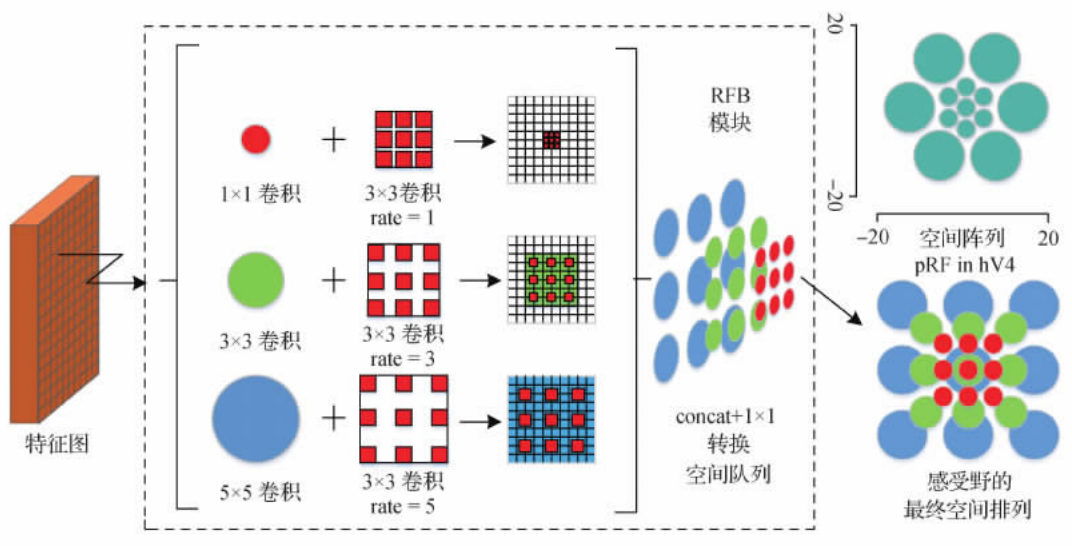 特征图
1×1 卷积
+
3×3卷积
rate = 1
3×3 卷积
+
3×3 卷积
rate = 3
5×5 卷积
+
3×3 卷积
rate = 5
RFB
模块
concat+1×1
转换
空间队列
20
-20
-20
20
空间阵列
pRF in hV4
感受野的
最终空间排列